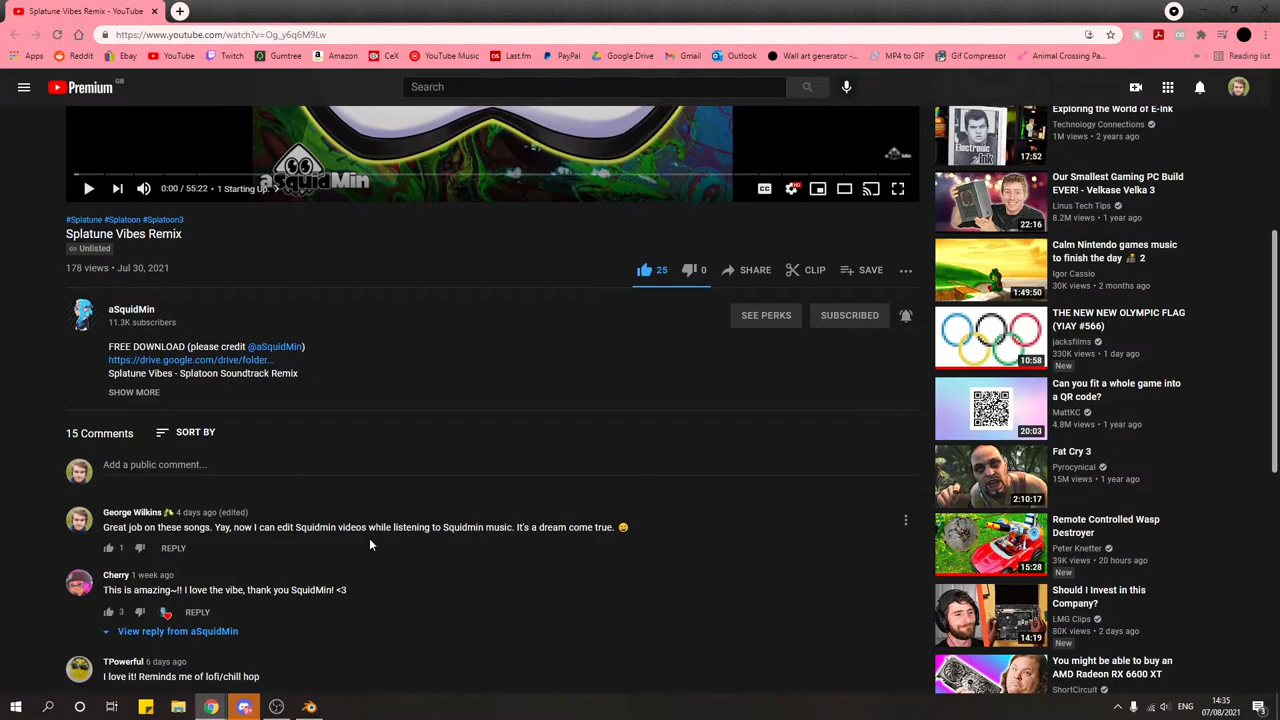 Splatune Vibes Remix - YouTube
https://www.youtube.com/watch?v=Og_y6q6M9Lw
Apps Reddit Ebay YouTube Twitch Gumtree Amazon CeX YouTube Music Last.fm PayPal Google Drive Gmail Outlook Wall art generator -... MP4 to GIF Gif Compressor Animal Crossing Pa... » Reading list
Premium GB
Search
aSquidMin
0:00 / 55:22 · 1 Starting Up.
#Splatune #Splatoon #Splatoon3
Splatune Vibes Remix
Unlisted
178 views • Jul 30, 2021
25 0 SHARE CLIP SAVE
aSquidMin
11.3K subscribers
SEE PERKS SUBSCRIBED
FREE DOWNLOAD (please credit @aSquidMin)
https://drive.google.com/drive/folder...
Splatune Vibes - Splatoon Soundtrack Remix
SHOW MORE
15 Comments SORT BY
Add a public comment...
George Wilkins 4 days ago (edited)
Great job on these songs. Yay, now I can edit Squidmin videos while listening to Squidmin music. It's a dream come true. 😄
1 REPLY
Cherry 1 week ago
This is amazing~!! I love the vibe, thank you SquidMin! <3
3 REPLY
View reply from aSquidMin
TPowerful 6 days ago
I love it! Reminds me of lofi/chill hop
Exploring the World of E-Ink
Technology Connections
1M views • 2 years ago
Electronic Ink
17:52
Our Smallest Gaming PC Build
EVER! - Velkase Velka 3
Linus Tech Tips
8.2M views • 1 year ago
22:16
Calm Nintendo games music
to finish the day 2
Igor Cassio
30K views • 2 months ago
1:49:50
THE NEW NEW OLYMPIC FLAG
(YIAY #566)
jacksfilms
330K views • 1 day ago
New
10:58
Can you fit a whole game into
a QR code?
MattKC
4.8M views • 1 year ago
20:03
Fat Cry 3
Pyrocynical
15M views • 1 year ago
2:10:17
Remote Controlled Wasp
Destroyer
Peter Knetter
39K views • 20 hours ago
New
15:28
Should I Invest in this
Company?
LMG Clips
80K views • 2 days ago
New
14:19
You might be able to buy an
AMD Radeon RX 6600 XT
ShortCircuit
ENG
14:35
07/08/2021
3